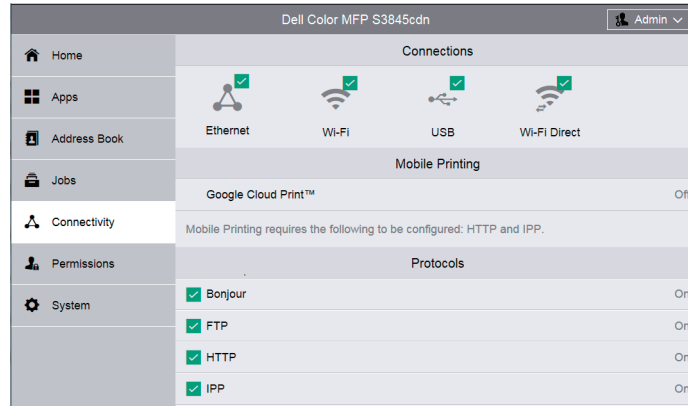 Dell Color MFP S3845cdn
Admin
Home
Apps
Address Book
Jobs
Connectivity
Permissions
System
Connections
Ethernet
Wi-Fi
USB
Wi-Fi Direct
Mobile Printing
Google Cloud Print™ Off
Mobile Printing requires the following to be configured: HTTP and IPP.
Protocols
Bonjour On
FTP On
HTTP On
IPP On